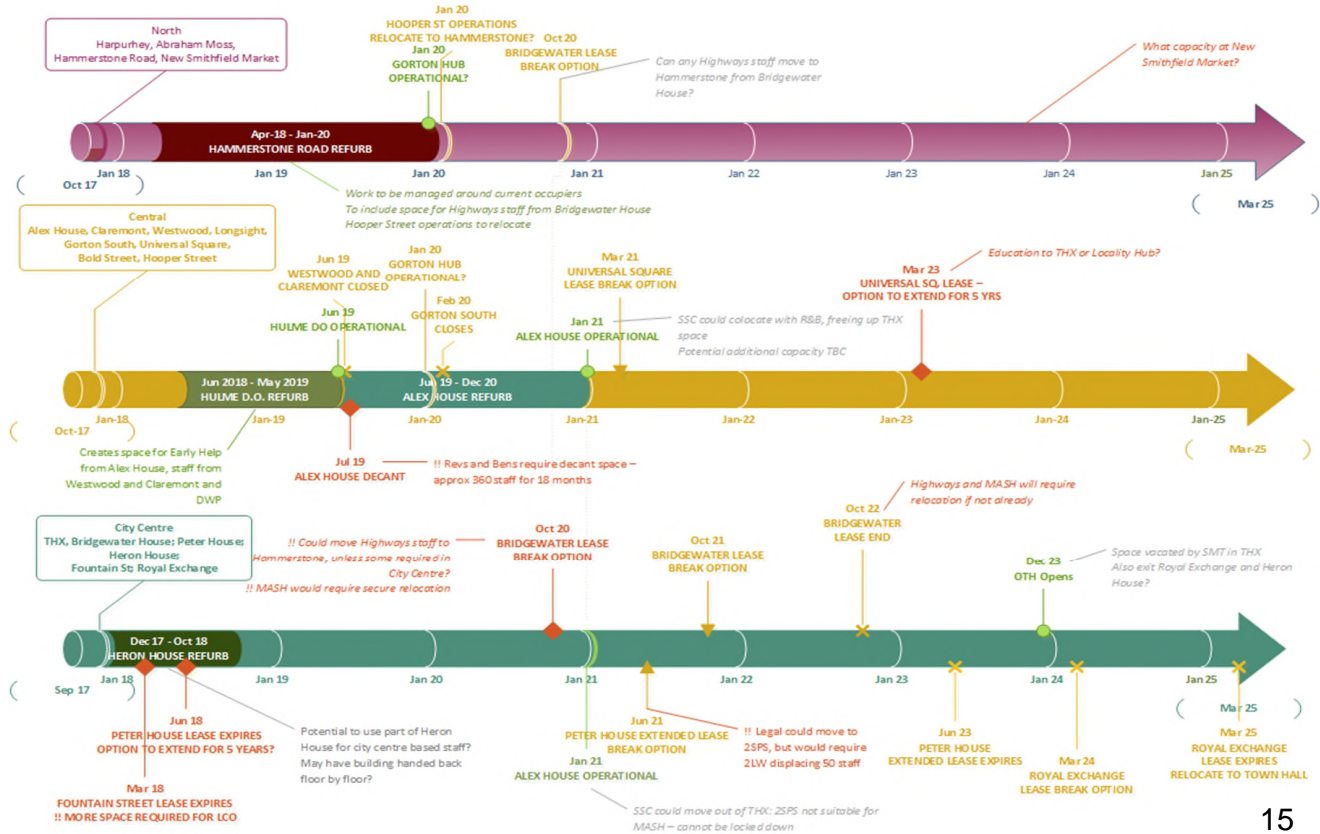 North
Harpurhey, Abraham Moss,
Hammerstone Road, New Smithfield Market
Jan 20
HOOPER ST OPERATIONS
RELOCATE TO HAMMERSTONE?
Jan 20
GORTON HUB
OPERATIONAL?
Oct 20
BRIDGEWATER LEASE
BREAK OPTION
Can any Highways staff move to
Hammerstone from Bridgewater
House?
What capacity at New
Smithfield Market?
Apr-18 - Jan-20
HAMMERSTONE ROAD REFURB
Oct 17
Jan 18
Jan 19
Jan 20
Jan 21
Jan 22
Jan 23
Jan 24
Jan 25
Mar 25
Work to be managed around current occupiers
To include space for Highways staff from Bridgewater House
Hooper Street operations to relocate
Central
Alex House, Claremont, Westwood, Longsight,
Gorton South, Universal Square,
Bold Street, Hooper Street
Jun 19
WESTWOOD AND
CLAREMONT CLOSED
Jan 20
GORTON HUB
OPERATIONAL?
Jun 19
HULME DO OPERATIONAL
Feb 20
GORTON SOUTH
CLOSES
Jan 21
ALEX HOUSE OPERATIONAL
Mar 21
UNIVERSAL SQUARE
LEASE BREAK OPTION
SSC could colocate with R&B, freeing up THX
space
Potential additional capacity TBC
Mar 23
UNIVERSAL SQ, LEASE –
OPTION TO EXTEND FOR 5 YRS
Education to THX or Locality Hub?
Jun 2018 - May 2019
HULME D.O. REFURB
Jun 19 - Dec 20
ALEX HOUSE REFURB
Oct-17
Jan-18
Jan-19
Jan-20
Jan-21
Jan-22
Jan-23
Jan-24
Jan-25
Mar-25
Creates space for Early Help
from Alex House, staff from
Westwood and Claremont and
DWP
Jul 19
ALEX HOUSE DECANT
!! Revs and Bens require decant space –
approx 360 staff for 18 months
City Centre
THX, Bridgewater House; Peter House;
Heron House;
Fountain St; Royal Exchange
!! Could move Highways staff to
Hammerstone, unless some required in
City Centre?
!! MASH would require secure relocation
Oct 20
BRIDGEWATER LEASE
BREAK OPTION
Oct 21
BRIDGEWATER LEASE
BREAK OPTION
Oct 22
BRIDGEWATER
LEASE END
Highways and MASH will require
relocation if not already
Dec 23
OTH Opens
Space vacated by SMT in THX
Also exit Royal Exchange and Heron
House?
Dec 17 - Oct 18
HERON HOUSE REFURB
Sep 17
Jan 18
Jan 19
Jan 20
Jan 21
Jan 22
Jan 23
Jan 24
Jan 25
Mar 25
Jun 18
PETER HOUSE LEASE EXPIRES
OPTION TO EXTEND FOR 5 YEARS?
Mar 18
FOUNTAIN STREET LEASE EXPIRES
!! MORE SPACE REQUIRED FOR LCO
Potential to use part of Heron
House for city centre based staff?
May have building handed back
floor by floor?
Jun 21
PETER HOUSE EXTENDED LEASE
BREAK OPTION
Jan 21
ALEX HOUSE OPERATIONAL
SSC could move out of THX: 2SPS not suitable for
MASH – cannot be locked down
!! Legal could move to
2SPS, but would require
2LW displacing 50 staff
Jun 23
PETER HOUSE
EXTENDED LEASE EXPIRES
Mar 24
ROYAL EXCHANGE
LEASE BREAK OPTION
Mar 25
ROYAL EXCHANGE
LEASE EXPIRES
RELOCATE TO TOWN HALL
15